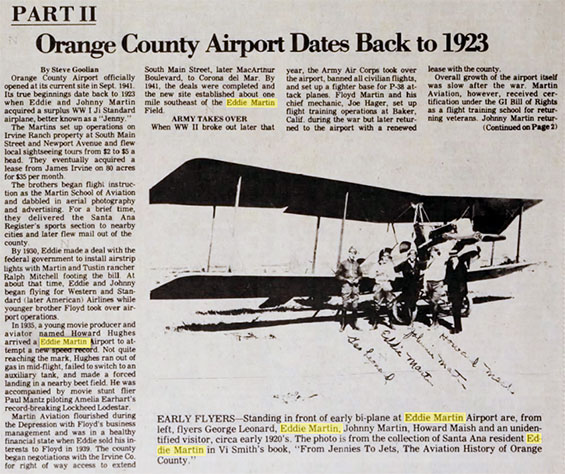 PART II
Orange County Airport Dates Back to 1923
By Steve Goolian
Orange County Airport officially
opened at its current site in Sept. 1941.
Its true beginnings date back to 1923
when Eddie and Johnny Martin
acquired a surplus WW I Ji Standard
airplane, better known as a "Jenny."
The Martins set up operations on
Irvine Ranch property at South Main
Street and Newport Avenue and flew
local sightseeing tours from $2 to $5 a
head. They eventually acquired a
lease from James Irvine on 80 acres
for $35 per month.
The brothers began flight instruc-
tion as the Martin School of Aviation
and dabbled in aerial photography
and advertising. For a brief time,
they delivered the Santa Ana
Register's sports section to nearby
cities and later flew mail out of the
county.
By 1930, Eddie made a deal with the
federal government to install airstrip
lights with Martin and Tustin rancher
Ralph Mitchell footing the bill. At
about that time, Eddie and Johnny
began flying for Western and Stan-
dard (later American) Airlines while
younger brother Floyd took over air-
port operations.
In 1935, a young movie producer and
aviator named Howard Hughes
arrived a Eddie Martin Airport to at-
tempt a new speed record. Not quite
reaching the mark, Hughes ran out of
gas in mid-flight, failed to switch to an
auxiliary tank, and made a forced
landing in a nearby beet field. He was
accompanied by movie stunt flier
Paul Mantz piloting Amelia Earhart's
record-breaking Lockheed Lodestar.
Martin Aviation flourished during
the Depression with Floyd's business
management and was in a healthy
financial state when Eddie sold his in-
terests to Floyd in 1939. The county
began negotiations with the Irvine Co.
for right of way access to extend
South Main Street, later MacArthur
Boulevard, to Corona del Mar. By
1941, the deals were completed and
the new site established about one
mile southeast of the Eddie Martin
Field.
ARMY TAKES OVER
When WW II broke out later that
year, the Army Air Corps took over
the airport, banned all civilian flights,
and set up a fighter base for P-38 at-
tack planes. Floyd Martin and his
chief mechanic, Joe Hager, set up
flight training operations at Baker,
Calif. during the war but later return-
ed to the airport with a renewed
lease with the county.
Overall growth of the airport itself
was slow after the war. Martin
Aviation, however, received cer-
tification under the GI Bill of Rights
as a flight training school for retur-
ning veterans. Johnny Martin retur-
(Continued on Page 2)
Geo Leonard
Eddie Martin
Johnnie Martin
Howard Maish
EARLY FLYERS—Standing in front of early bi-plane at Eddie Martin Airport are, from
left, flyers George Leonard, Eddie Martin, Johnny Martin, Howard Maish and an uniden-
tified visitor, circa early 1920's. The photo is from the collection of Santa Ana resident Ed-
die Martin in Vi Smith's book, "From Jennies To Jets, The Aviation History of Orange
County."